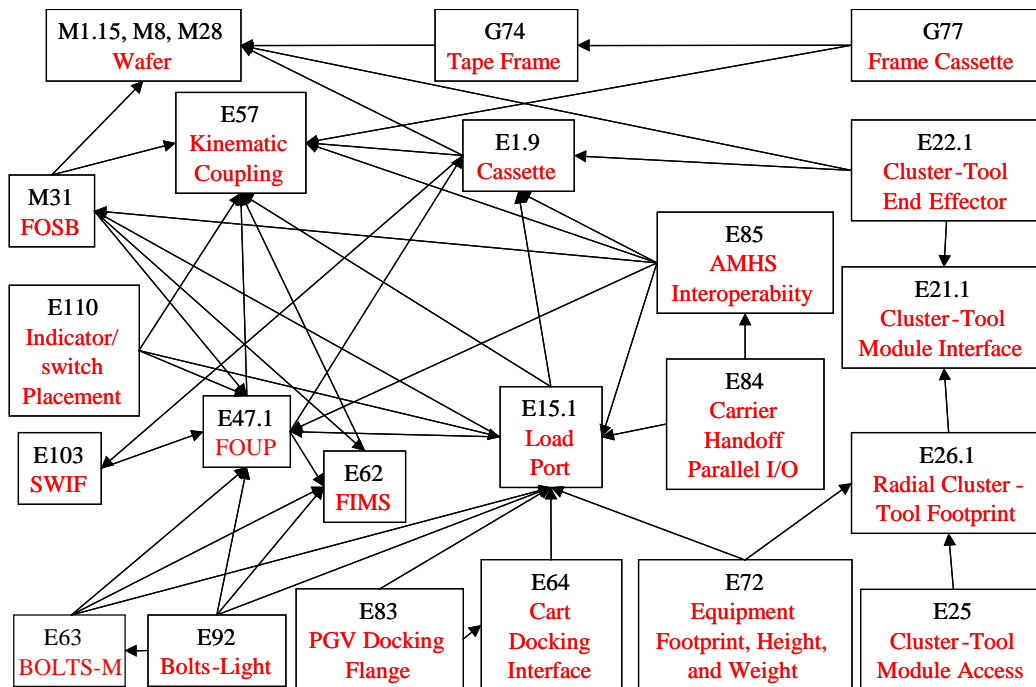 M1.15, M8, M28
Wafer
G74
Tape Frame
G77
Frame Cassette
E57
Kinematic
Coupling
E1.9
Cassette
E22.1
Cluster-Tool
End Effector
M31
FOSB
E85
AMHS
Interoperabiity
E21.1
Cluster-Tool
Module Interface
E110
Indicator/
switch
Placement
E84
Carrier
Handoff
Parallel I/O
E15.1
Load
Port
E47.1
FOUP
E103
SWIF
E62
FIMS
E26.1
Radial Cluster-
Tool Footprint
E63
BOLTS-M
E92
Bolts-Light
E83
PGV Docking
Flange
E64
Cart
Docking
Interface
E72
Equipment
Footprint, Height,
and Weight
E25
Cluster-Tool
Module Access